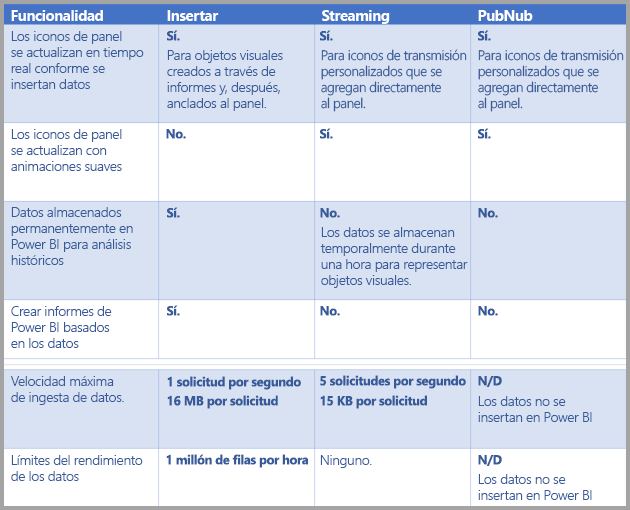 Funcionalidad
Insertar
Streaming
PubNub
Los iconos de panel
se actualizan en tiempo
real conforme se
insertan datos
Sí.
Para objetos visuales
creados a través de
informes y, después,
anclados al panel.
Sí.
Para iconos de transmisión
personalizados que se
agregan directamente
al panel.
Sí.
Para iconos de transmisión
personalizados que se
agregan directamente
al panel.
Los iconos de panel
se actualizan con
animaciones suaves
No.
Sí.
Sí.
Datos almacenados
permanentemente en
Power BI para análisis
históricos
Sí.
No.
Los datos se almacenan
temporalmente durante
una hora para representar
objetos visuales.
No.
Crear informes de
Power BI basados
en los datos
Sí.
No.
No.
Velocidad máxima
de ingesta de datos.
1 solicitud por segundo
16 MB por solicitud
5 solicitudes por segundo
15 KB por solicitud
N/D
Los datos no se
insertan en Power BI
Límites del rendimiento
de los datos
1 millón de filas por hora
Ninguno.
N/D
Los datos no se
insertan en Power BI